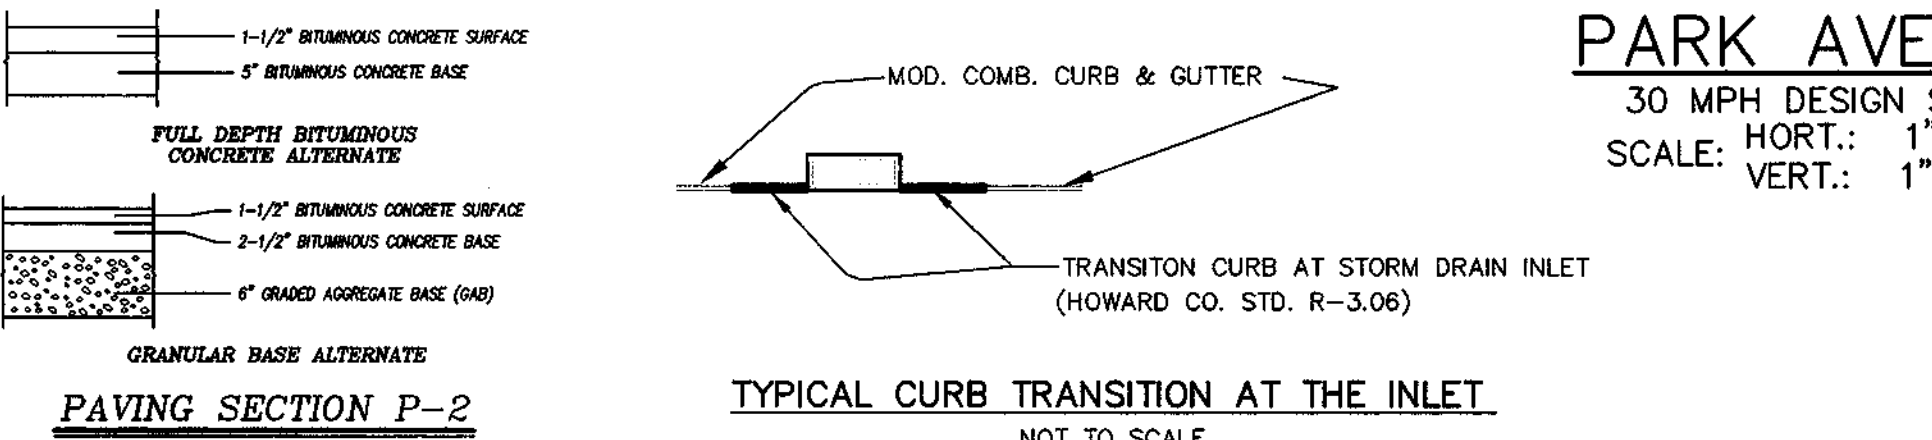 1-1/2" BITUMINOUS CONCRETE SURFACE
5" BITUMINOUS CONCRETE BASE
FULL DEPTH BITUMINOUS
CONCRETE ALTERNATE
1-1/2" BITUMINOUS CONCRETE SURFACE
2-1/2" BITUMINOUS CONCRETE BASE
6" GRADED AGGREGATE BASE (GAB)
GRANULAR BASE ALTERNATE
PAVING SECTION P-2
MOD. COMB. CURB & GUTTER
TRANSITON CURB AT STORM DRAIN INLET
(HOWARD CO. STD. R-3.06)
TYPICAL CURB TRANSITION AT THE INLET
NOT TO SCALE
PARK AVE
30 MPH DESIGN
SCALE: HORT.: 1"
VERT.: 1"